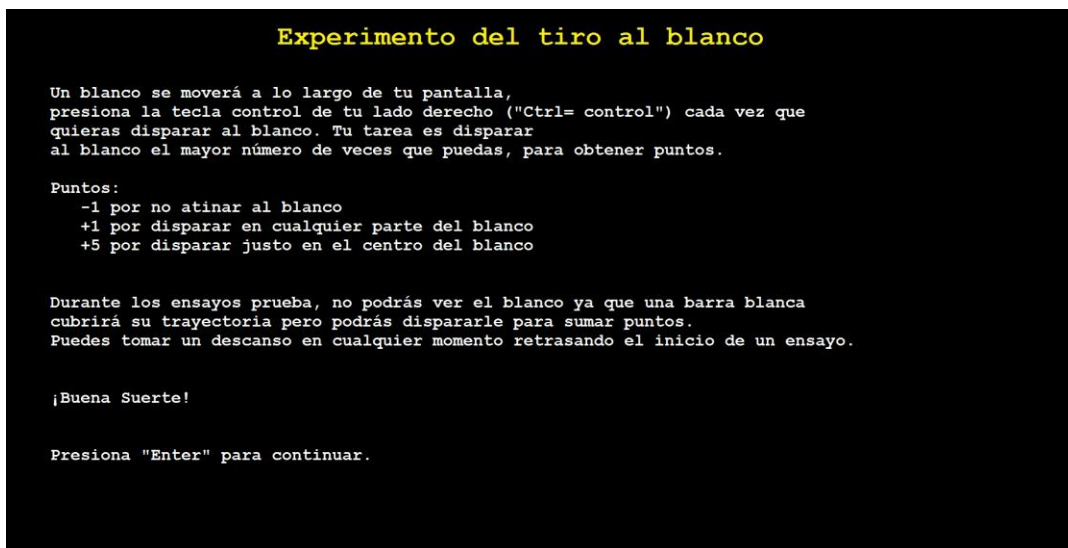 Experimento del tiro al blanco
Un blanco se moverá a lo largo de tu pantalla,
presiona la tecla control de tu lado derecho ("Ctrl= control") cada vez que
quieras disparar al blanco. Tu tarea es disparar
al blanco el mayor número de veces que puedas, para obtener puntos.
Puntos:
-1 por no atinar al blanco
+1 por disparar en cualquier parte del blanco
+5 por disparar justo en el centro del blanco
Durante los ensayos prueba, no podrás ver el blanco ya que una barra blanca
cubrirá su trayectoria pero podrás dispararle para sumar puntos.
Puedes tomar un descanso en cualquier momento retrasando el inicio de un ensayo.
¡Buena Suerte!
Presiona "Enter" para continuar.